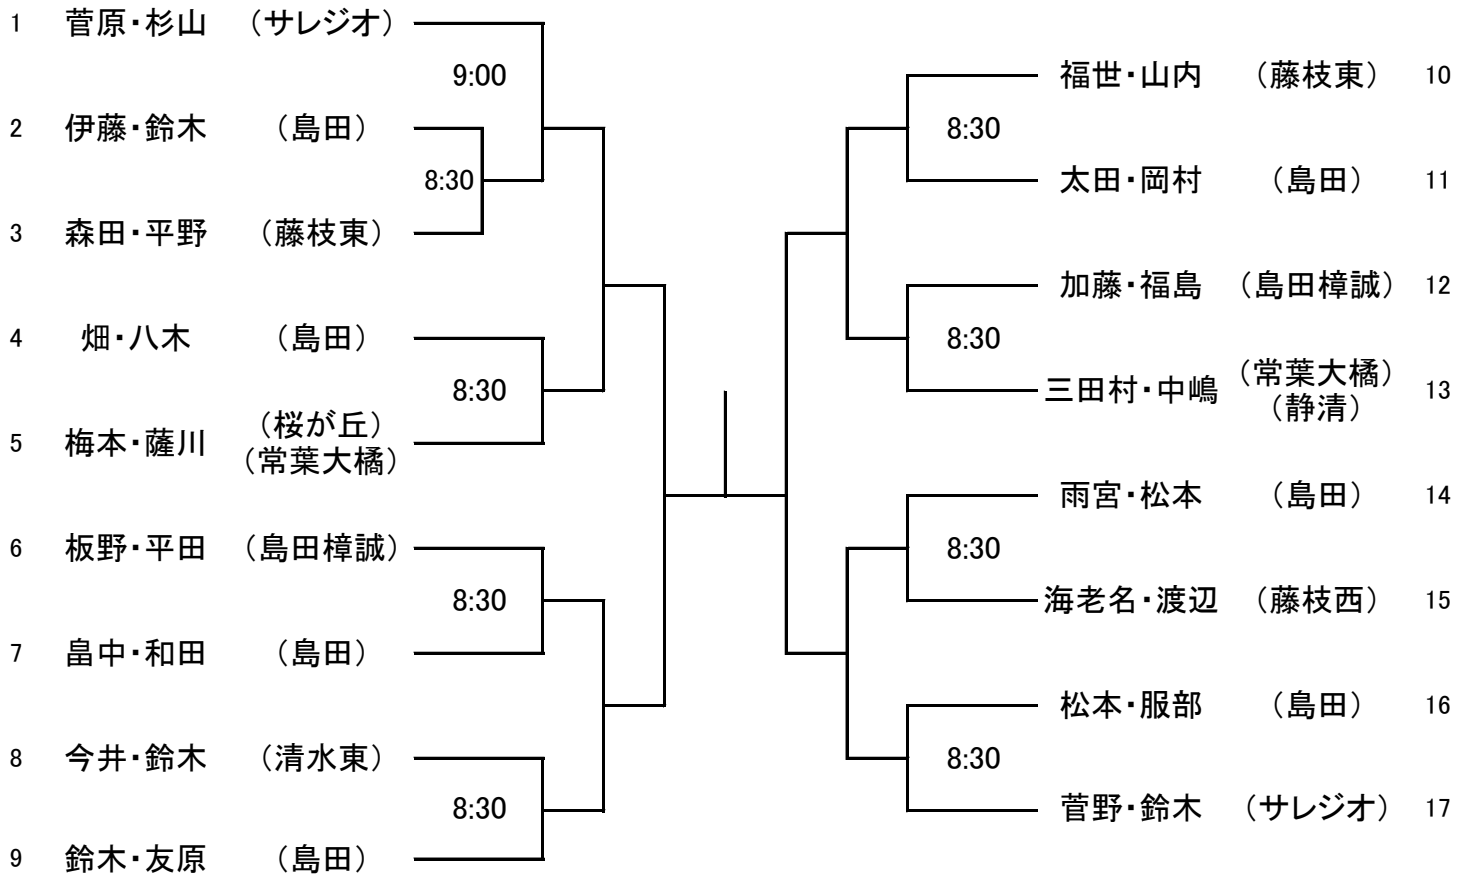 1 菅原・杉山 （サレジオ）
9:00
2 伊藤・鈴木 （島田）
8:30
3 森田・平野 （藤枝東）
4 畑・八木 （島田）
8:30
5 梅本・薩川 （桜が丘）
（常葉大橘）
6 板野・平田 （島田樟誠）
8:30
7 畠中・和田 （島田）
8 今井・鈴木 （清水東）
8:30
9 鈴木・友原 （島田）
福世・山内 （藤枝東） 10
8:30
太田・岡村 （島田） 11
加藤・福島 （島田樟誠） 12
8:30
三田村・中嶋 （常葉大橘） 13
（静清）
雨宮・松本 （島田） 14
8:30
海老名・渡辺 （藤枝西） 15
松本・服部 （島田） 16
8:30
菅野・鈴木 （サレジオ） 17